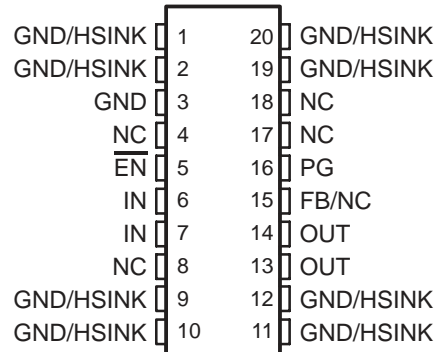 GND/HSINK 1 20 GND/HSINK
GND/HSINK 2 19 GND/HSINK
GND 3 18 NC
NC 4 17 NC
EN 5 16 PG
IN 6 15 FB/NC
IN 7 14 OUT
NC 8 13 OUT
GND/HSINK 9 12 GND/HSINK
GND/HSINK 10 11 GND/HSINK